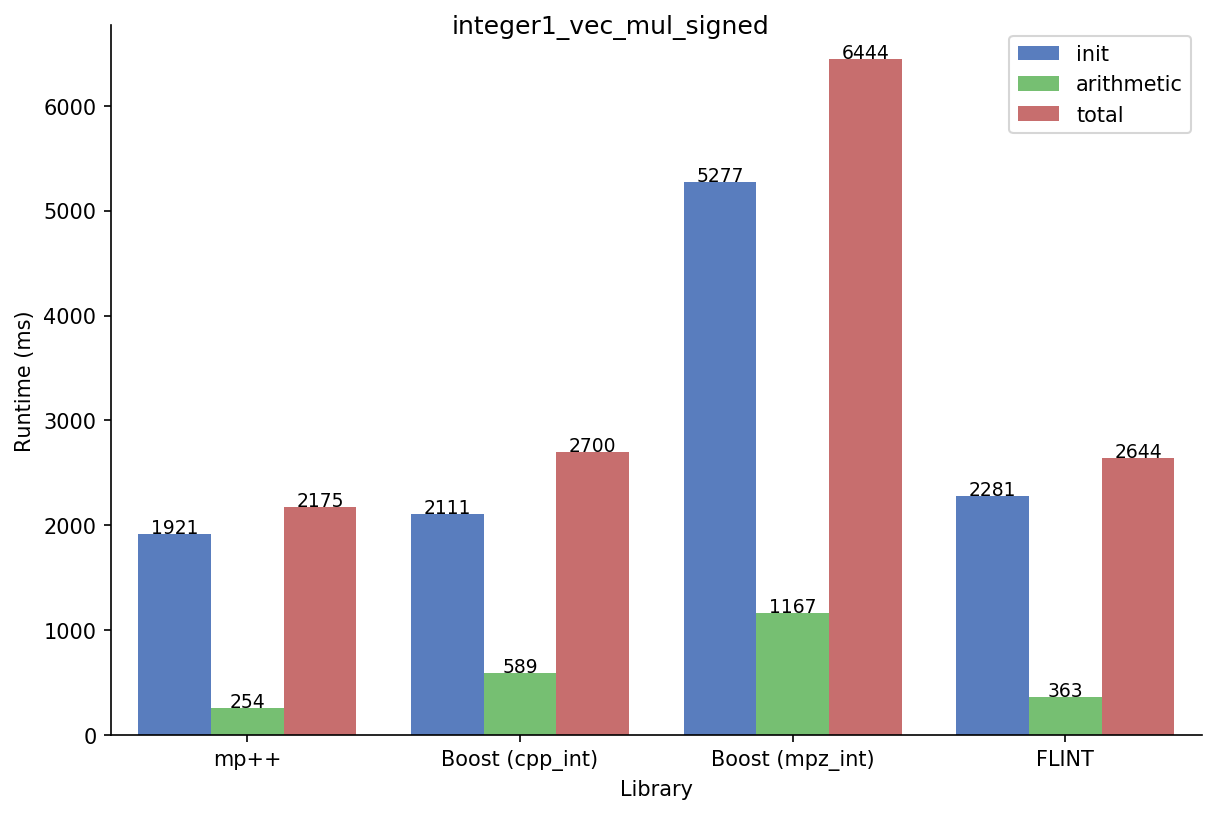 integer1_vec_mul_signed
init
arithmetic
total
Runtime (ms)
6000
5000
4000
3000
2000
1000
0
1921
254
2175
2111
589
2700
5277
1167
6444
2281
363
2644
mp++
Boost (cpp_int)
Boost (mpz_int)
FLINT
Library